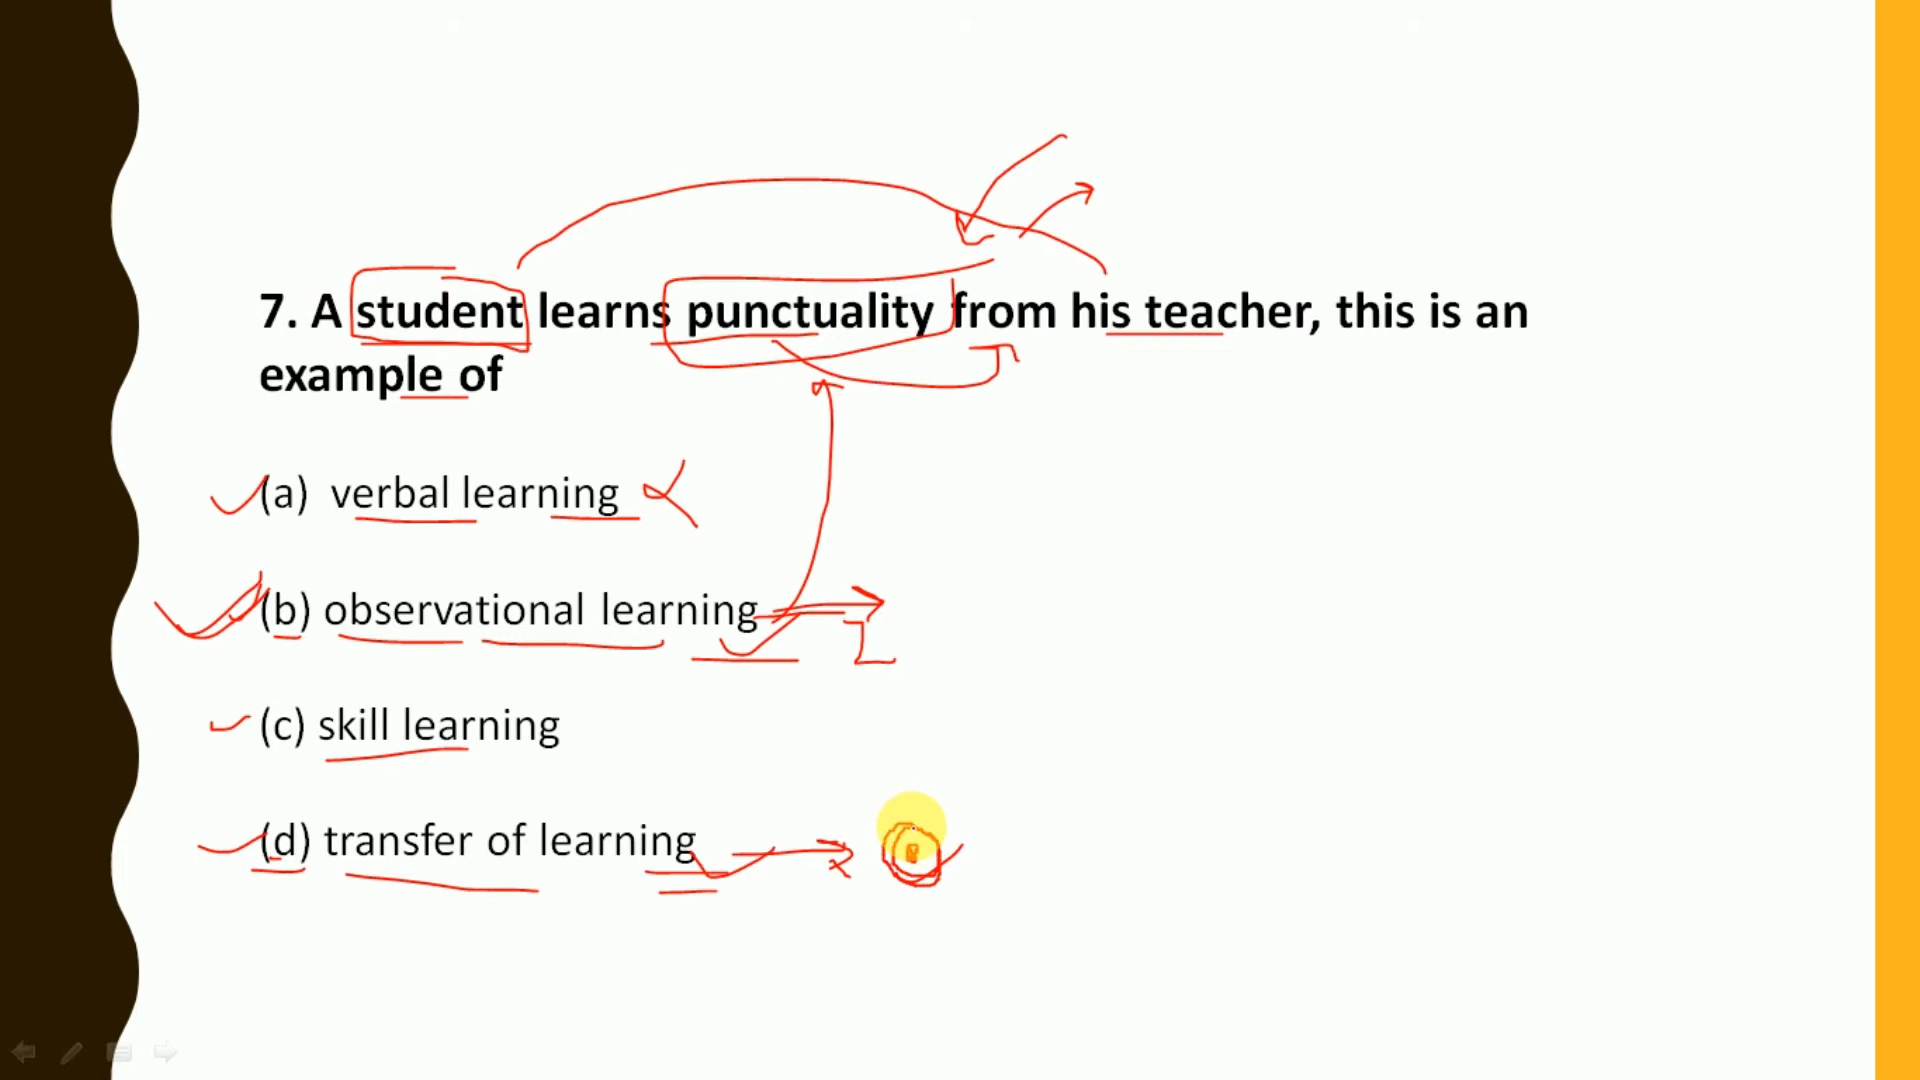 7. A student learns punctuality from his teacher, this is an
example of
(a) verbal learning
(b) observational learning
(c) skill learning
(d) transfer of learning